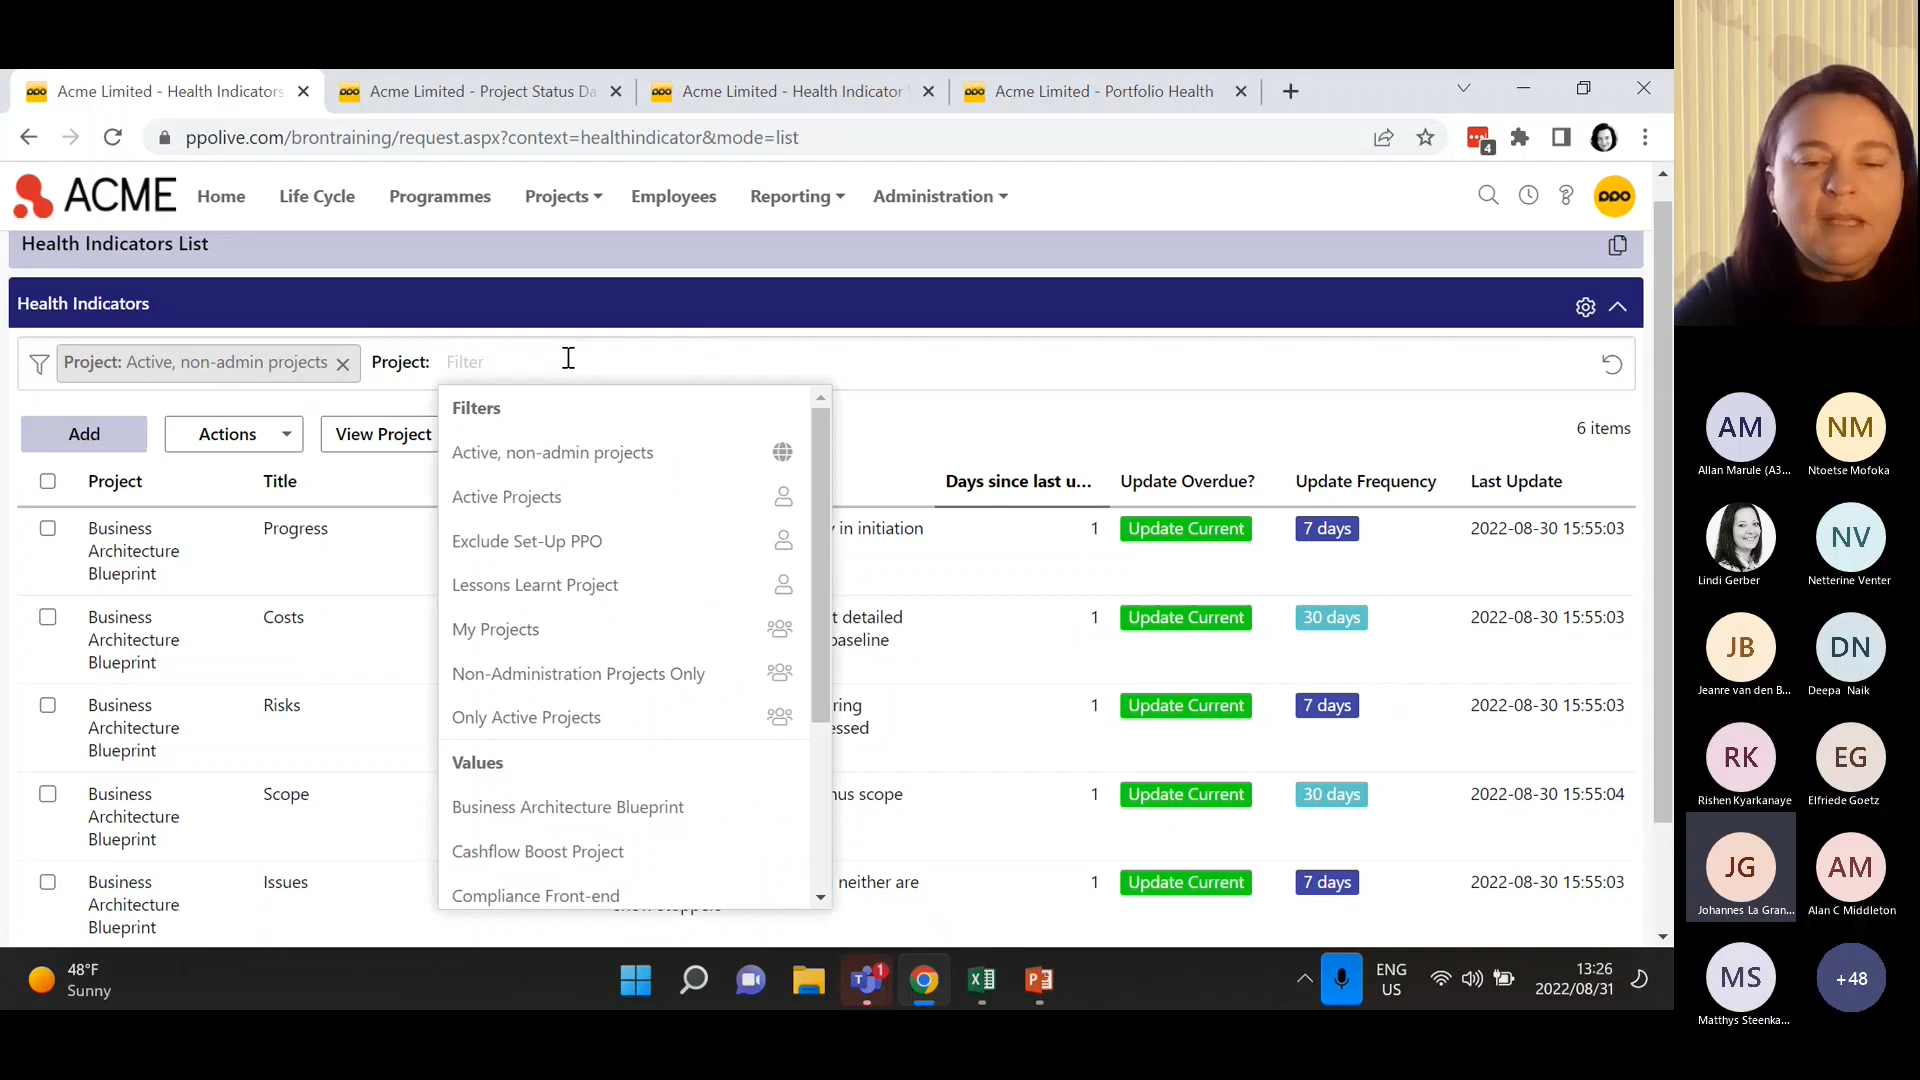 Acme Limited - Health Indicators
Acme Limited - Project Status Da
Acme Limited - Health Indicator
Acme Limited - Portfolio Health
ppolive.com/brontraining/request.aspx?context=healthindicator&mode=list
4
ACME
Home
Life Cycle
Programmes
Projects
Employees
Reporting
Administration
ppo
Health Indicators List
Health Indicators
Project: Active, non-admin projects
Project:
Filter
Add
Actions
View Project
6 items
Filters
Active, non-admin projects
Active Projects
Exclude Set-Up PPO
Lessons Learnt Project
My Projects
Non-Administration Projects Only
Only Active Projects
Values
Business Architecture Blueprint
Cashflow Boost Project
Compliance Front-end
Project
Title
Days since last u...
Update Overdue?
Update Frequency
Last Update
Business
Architecture
Blueprint
Progress
in initiation
1
Update Current
7 days
2022-08-30 15:55:03
Business
Architecture
Blueprint
Costs
t detailed
baseline
1
Update Current
30 days
2022-08-30 15:55:03
Business
Architecture
Blueprint
Risks
ring
essed
1
Update Current
7 days
2022-08-30 15:55:03
Business
Architecture
Blueprint
Scope
nus scope
1
Update Current
30 days
2022-08-30 15:55:04
Business
Architecture
Blueprint
Issues
neither are
1
Update Current
7 days
2022-08-30 15:55:03
48°F
Sunny
1
ENG
US
13:26
2022/08/31
AM
Allan Marule (A3...
NM
Ntoetse Mofoka
Lindi Gerber
NV
Netterine Venter
JB
Jeanre van den B...
DN
Deepa Naik
RK
Rishen Kyarkanaye
EG
Elfriede Goetz
JG
Johannes La Gran...
AM
Alan C Middleton
MS
Matthys Steenka...
+48